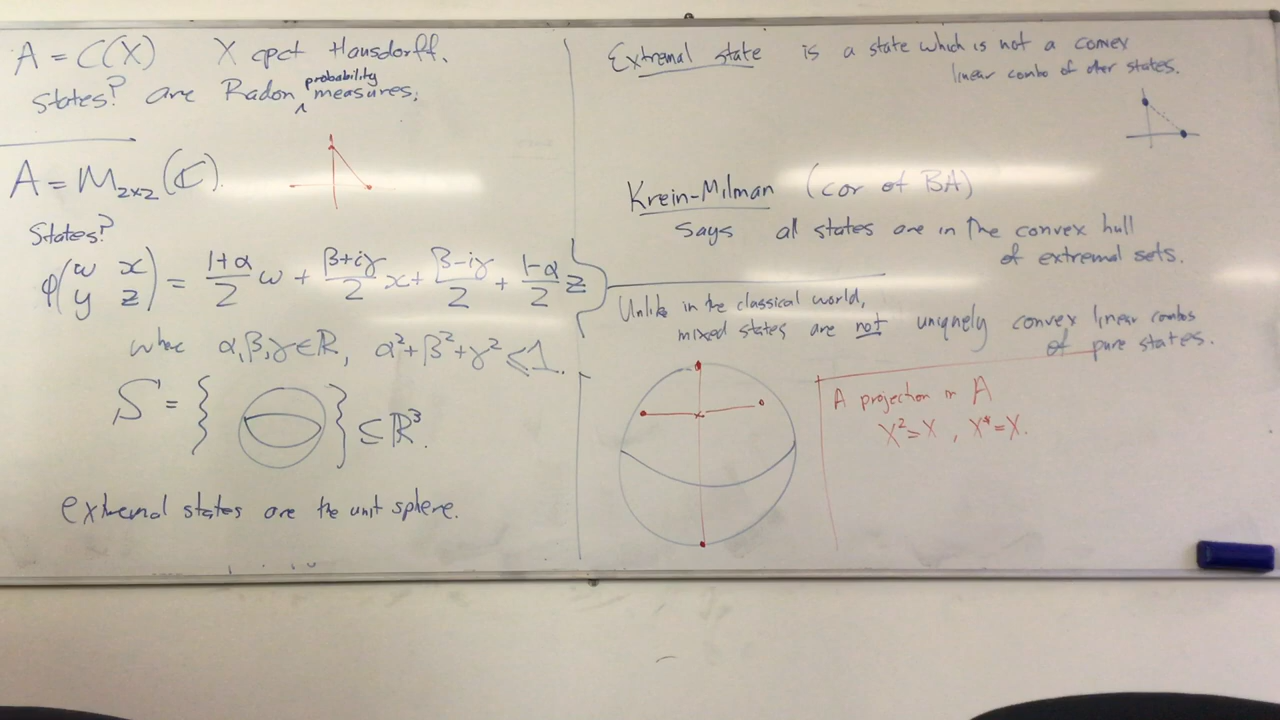 A = C(X) X cpct Hausdorff.
States? are Radon probability measures.
A = M₂ₓ₂(ℂ).
States?
φ(w x
y z) = 1+α/2 w + β+iγ/2 x + β-iγ/2 + 1-α/2 z
where α,β,γ∈ℝ, α²+β²+γ² ≤ 1.
S = { } ⊆ ℝ³.
extremal states are the unit sphere.
Extremal state is a state which is not a convex
linear combo of other states.
Krein-Milman (cor of BA)
says all states are in the convex hull
of extremal sets.
Unlike in the classical world,
mixed states are not uniquely convex linear combos
of pure states.
A projection in A
X²=X, X*=X.